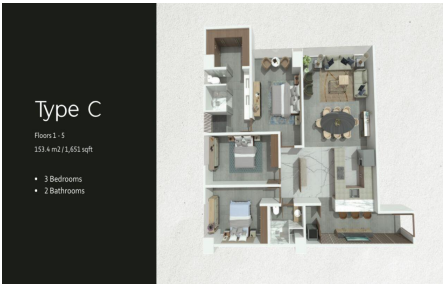 Type C
Floors 1 - 5
153.4 m2 / 1,651 sqft
• 3 Bedrooms
• 2 Bathrooms